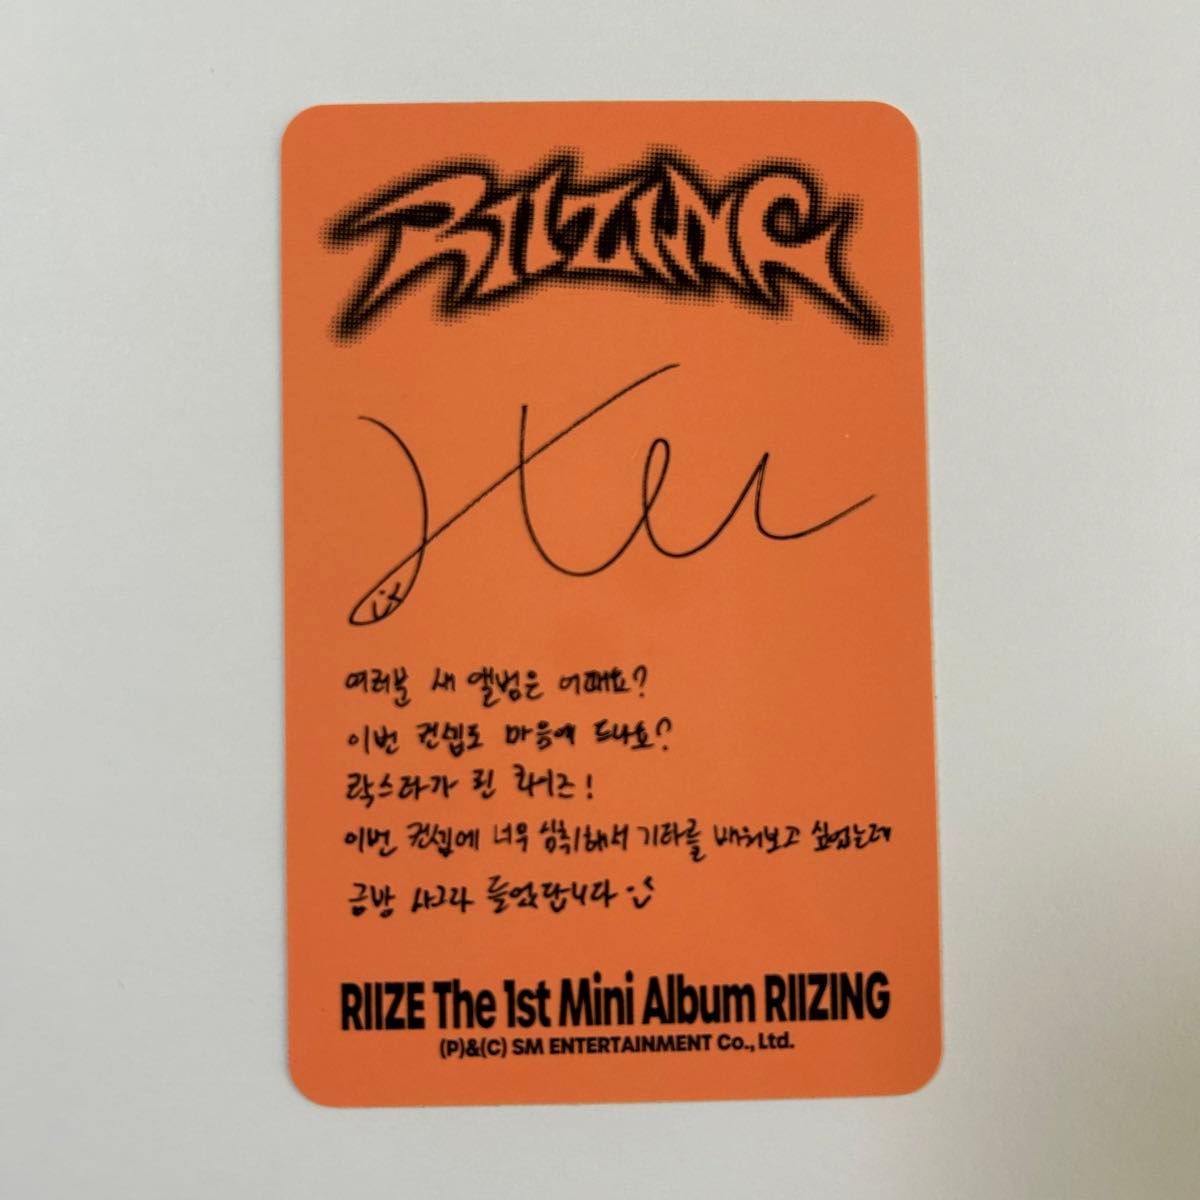 RIIZING
여러분 새 앨범은 어때요?
이번 컨셉도 마음에 드나요?
락스타가 된 라이즈!
이번 컨셉에 너무 심취해서 기타를 배워보고 싶었는데
금방 사그라 들었답니다
RIIZE The 1st Mini Album RIIZING
(P)&(C) SM ENTERTAINMENT Co., Ltd.